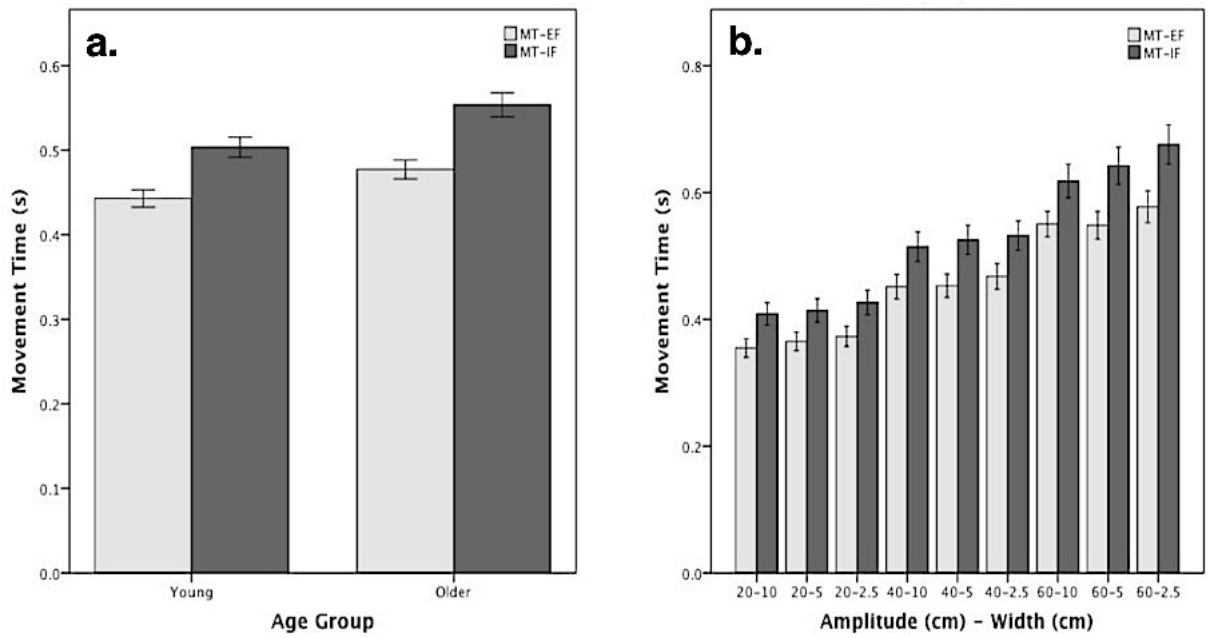 a.
MT-EF
MT-IF
Movement Time (s)
0.6
0.5
0.4
0.3
0.2
0.1
0.0
Young Older
Age Group
b.
MT-EF
MT-IF
Movement Time (s)
0.8
0.6
0.4
0.2
0.0
20-10 20-5 20-2.5 40-10 40-5 40-2.5 60-10 60-5 60-2.5
Amplitude (cm) - Width (cm)